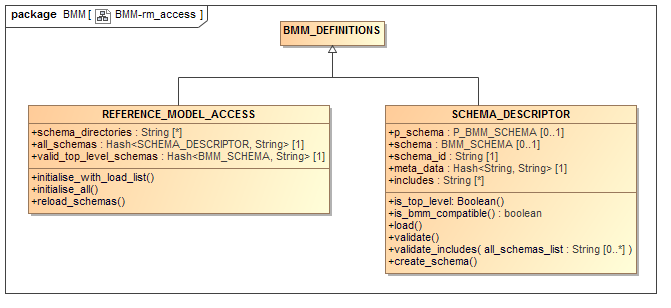 package BMM [ BMM-rm_access ]
BMM_DEFINITIONS
REFERENCE_MODEL_ACCESS
+schema_directories : String [*]
+all_schemas : Hash<SCHEMA_DESCRIPTOR, String> [1]
+valid_top_level_schemas : Hash<BMM_SCHEMA, String> [1]
+initialise_with_load_list()
+initialise_all()
+reload_schemas()
SCHEMA_DESCRIPTOR
+p_schema : P_BMM_SCHEMA [0..1]
+schema : BMM_SCHEMA [0..1]
+schema_id : String [1]
+meta_data : Hash<String, String> [1]
+includes : String [*]
+is_top_level: Boolean()
+is_bmm_compatible() : boolean
+load()
+validate()
+validate_includes( all_schemas_list : String [0..*] )
+create_schema()